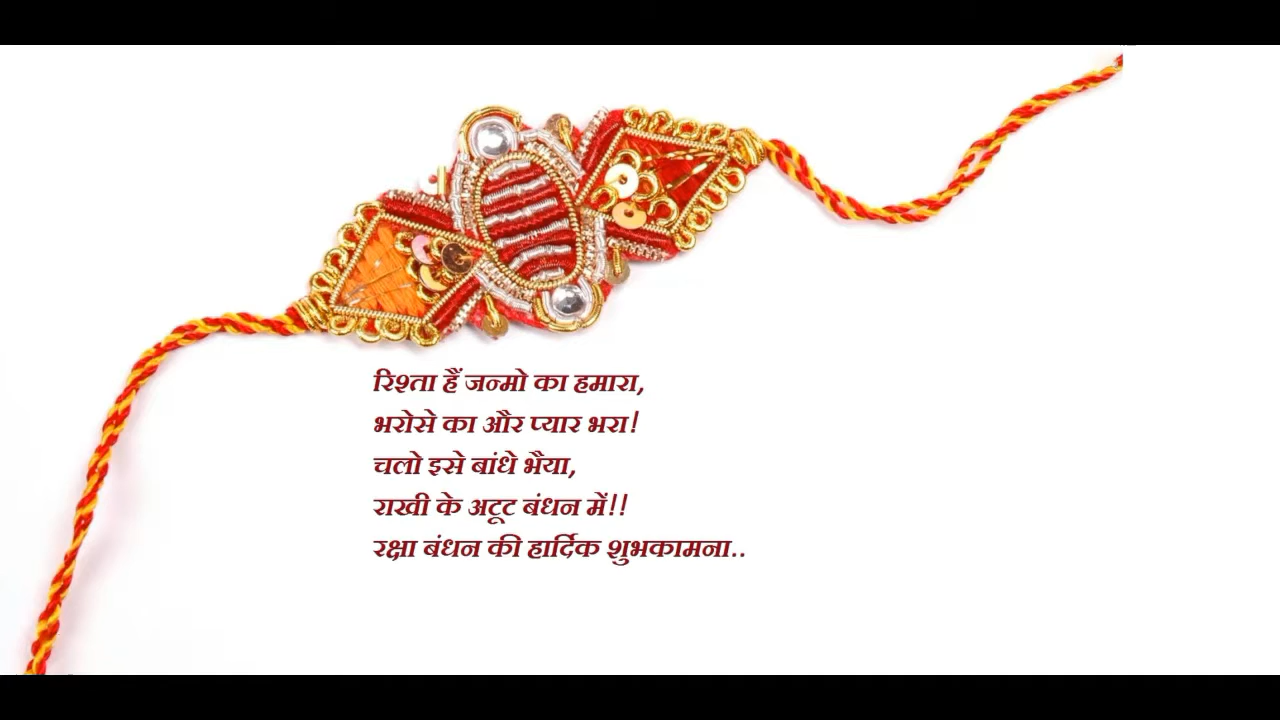 रिश्ता हैं जन्मो का हमारा,
भरोसे का और प्यार भरा!
चलो इसे बांधे भैया,
राखी के अटूट बंधन में!!
रक्षा बंधन की हार्दिक शुभकामना..